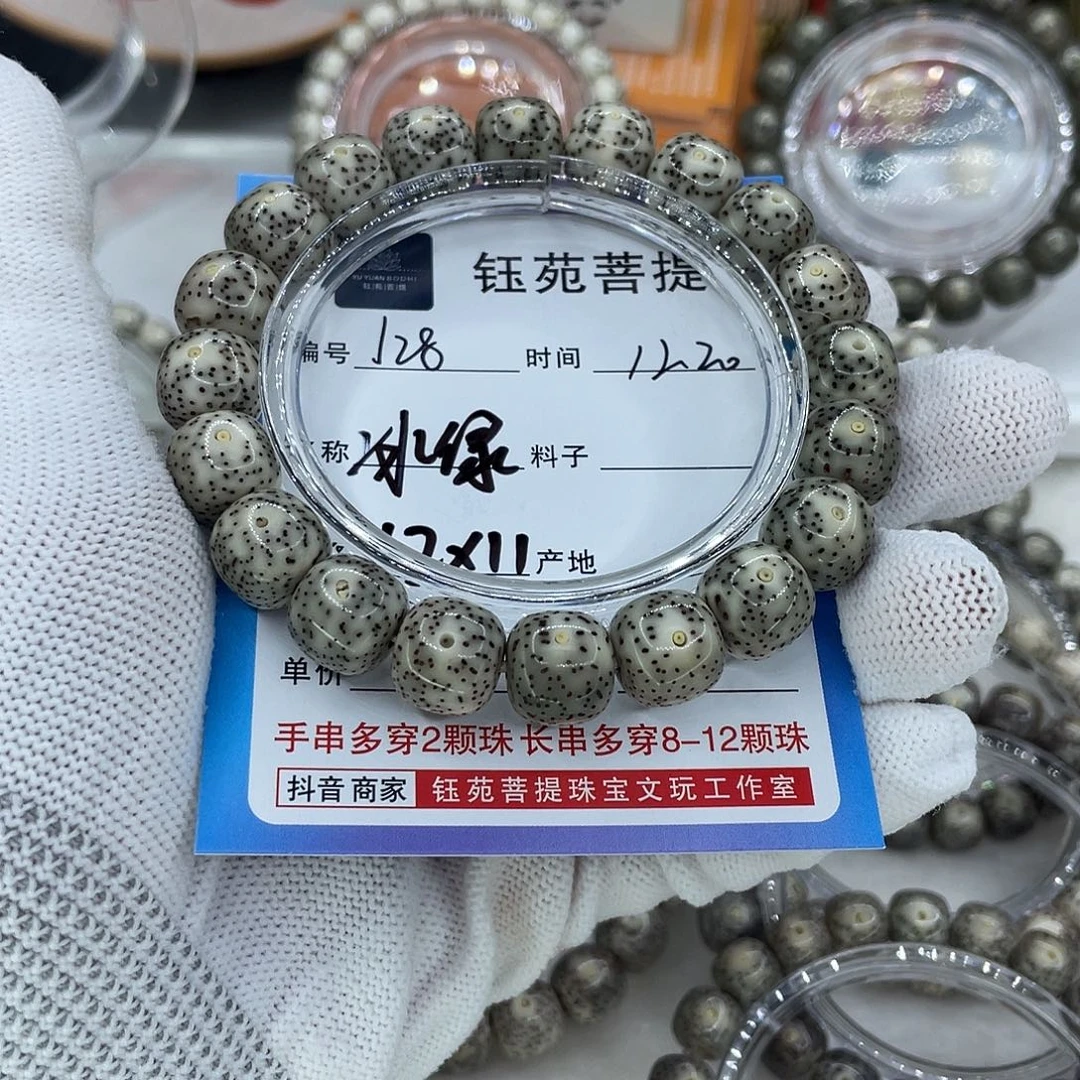 钰苑菩提
编号 128 时间 12.20
称 冰绿 料子
12X11 产地
单价
手串多穿2颗珠 长串多穿8-12颗珠
抖音商家 钰苑菩提珠宝文玩工作室